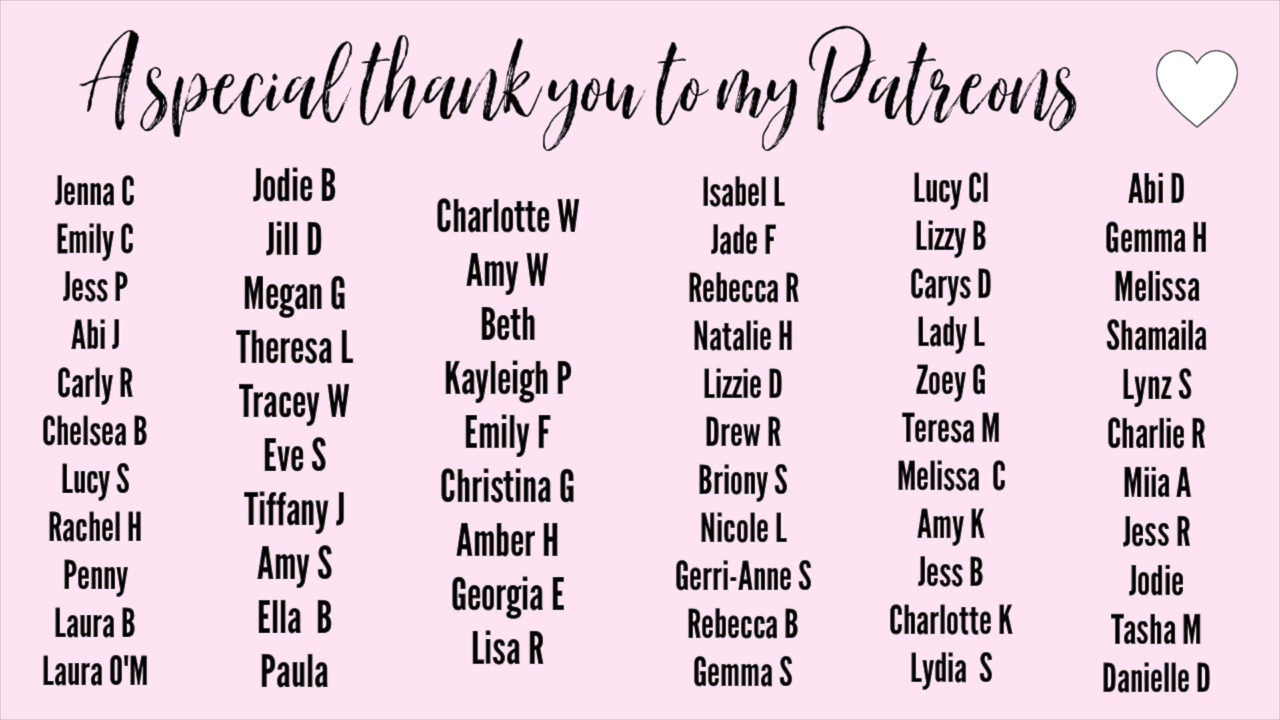 A special thank you to my Patreons
Jenna C
Emily C
Jess P
Abi J
Carly R
Chelsea B
Lucy S
Rachel H
Penny
Laura B
Laura O'M
Jodie B
Jill D
Megan G
Theresa L
Tracey W
Eve S
Tiffany J
Amy S
Ella B
Paula
Charlotte W
Amy W
Beth
Kayleigh P
Emily F
Christina G
Amber H
Georgia E
Lisa R
Isabel L
Jade F
Rebecca R
Natalie H
Lizzie D
Drew R
Briony S
Nicole L
Gerri-Anne S
Rebecca B
Gemma S
Lucy Cl
Lizzy B
Carys D
Lady L
Zoey G
Teresa M
Melissa C
Amy K
Jess B
Charlotte K
Lydia S
Abi D
Gemma H
Melissa
Shamaila
Lynz S
Charlie R
Miia A
Jess R
Jodie
Tasha M
Danielle D